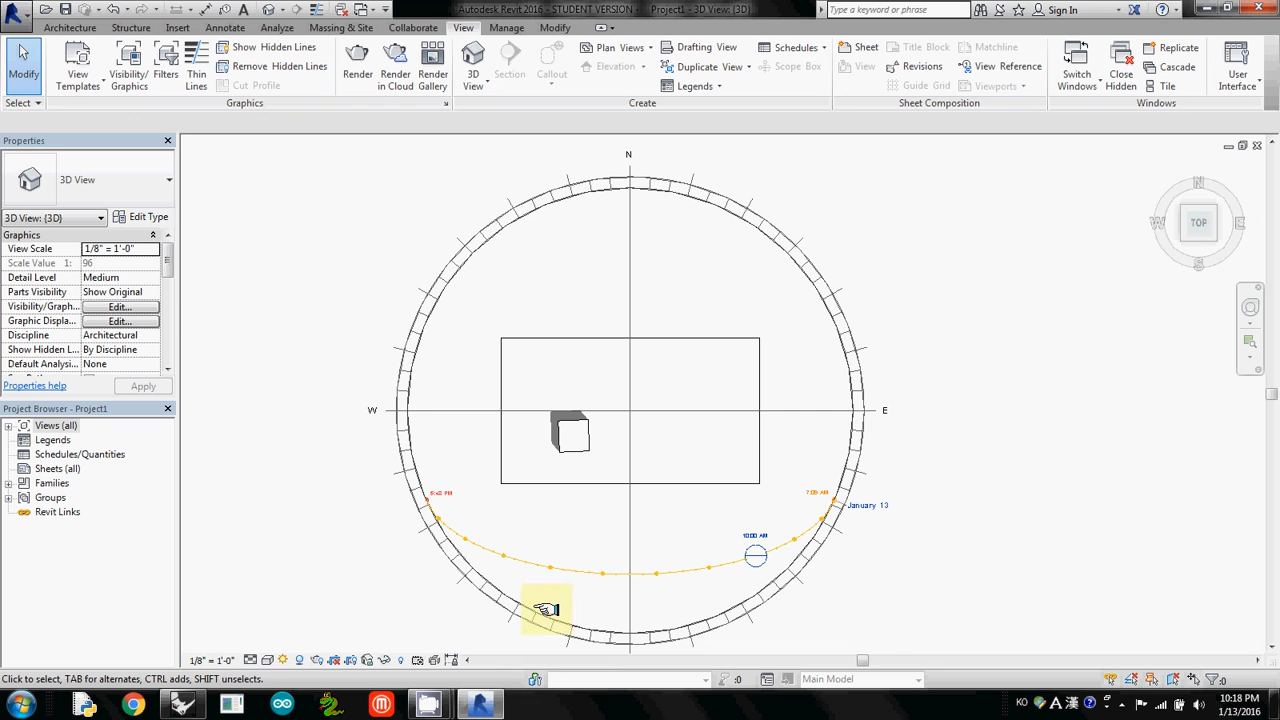 Autodesk Revit 2016 - STUDENT VERSION - Project1 - 3D View: {3D}
Type a keyword or phrase
Sign In
Architecture Structure Insert Annotate Analyze Massing & Site Collaborate View Manage Modify
Modify
View Templates
Visibility/ Graphics
Filters
Thin Lines
Show Hidden Lines
Remove Hidden Lines
Cut Profile
Render
Render in Cloud
Render Gallery
3D View
Section
Callout
Plan Views
Elevation
Drafting View
Duplicate View
Legends
Schedules
Scope Box
Sheet
View
Title Block
Revisions
Guide Grid
Matchline
View Reference
Viewports
Switch Windows
Close Hidden
Replicate
Cascade
Tile
User Interface
Select
Graphics
Create
Sheet Composition
Windows
Properties
3D View
3D View: {3D}
Edit Type
Graphics
View Scale 1/8" = 1'-0"
Scale Value 1: 96
Detail Level Medium
Parts Visibility Show Original
Visibility/Graph... Edit...
Graphic Displa... Edit...
Discipline Architectural
Show Hidden L... By Discipline
Default Analysi... None
Properties help
Apply
Project Browser - Project1
Views (all)
Legends
Schedules/Quantities
Sheets (all)
Families
Groups
Revit Links
N
W
E
7:09 AM
January 13
10:00 AM
N
W
TOP
E
S
1/8" = 1'-0"
Click to select, TAB for alternates, CTRL adds, SHIFT unselects.
:0
Main Model
:0
KO
A
漢
?
10:18 PM
1/13/2016